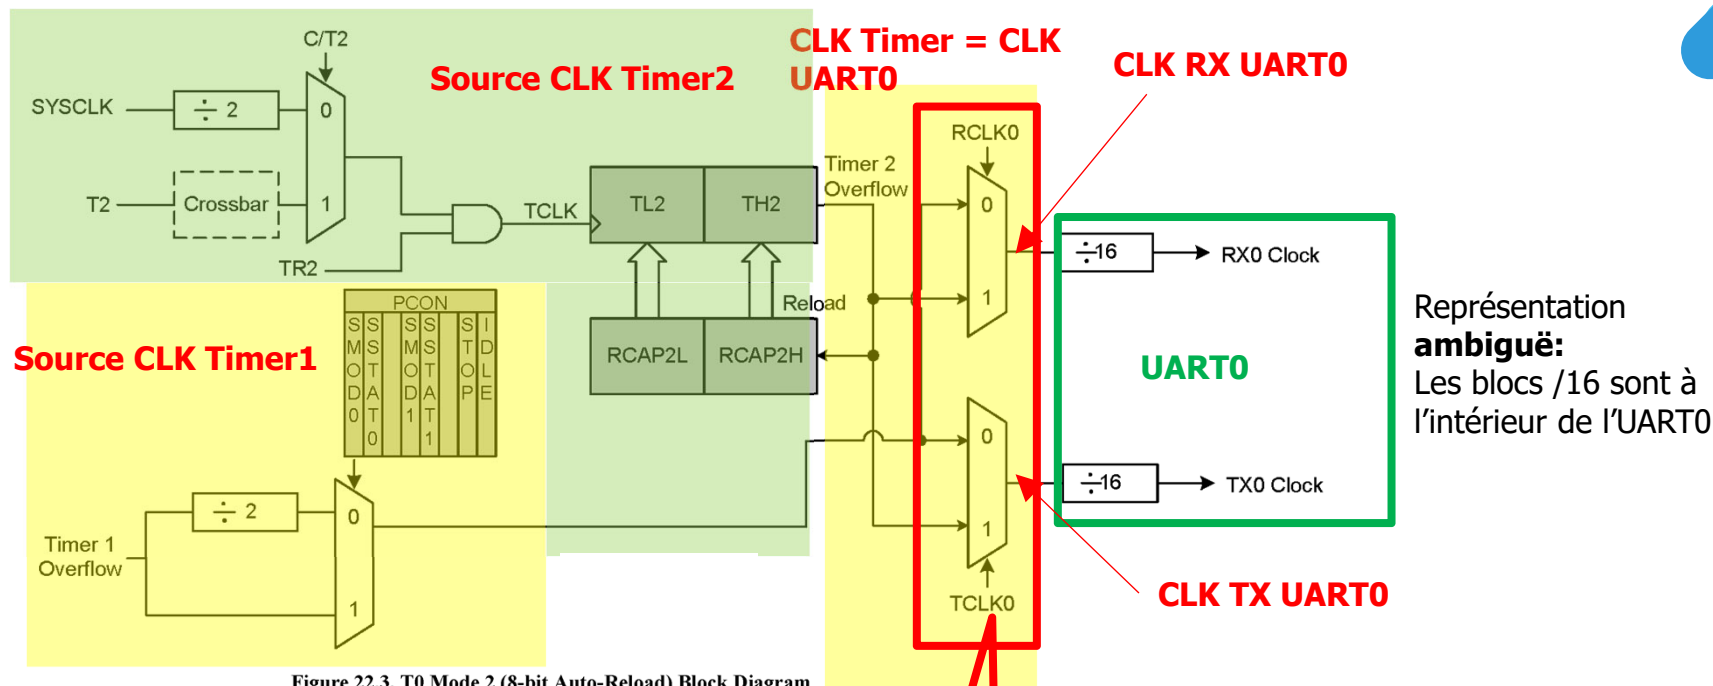 C/T2
CLK Timer = CLK
UART0
Source CLK Timer2
CLK RX UART0
SYSCLK
÷ 2
0
RCLK0
Timer 2
Overflow
T2
Crossbar
1
TCLK
TL2
TH2
0
TR2
÷16
RX0 Clock
PCON
Reload
1
SMOD0
SSTAT0
SMOD1
SSTAT1
STOP
IDLE
Source CLK Timer1
RCAP2L
RCAP2H
UART0
Représentation
ambiguë:
Les blocs /16 sont à
l'intérieur de l'UART0
0
÷16
TX0 Clock
÷ 2
0
1
Timer 1
Overflow
1
TCLK0
CLK TX UART0
Figure 22.3. T0 Mode 2 (8-bit Auto-Reload) Block Diagram